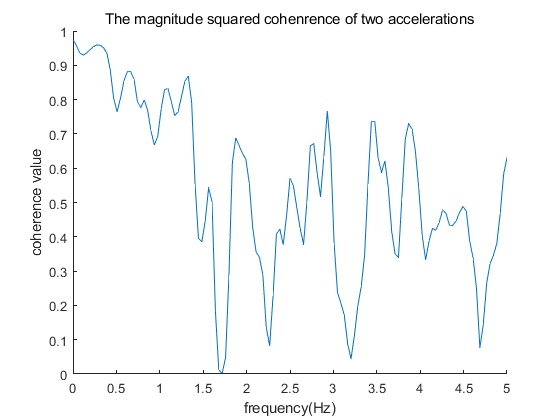 The magnitude squared cohenrence of two accelerations
1
0.9
0.8
0.7
0.6
0.5
0.4
0.3
0.2
0.1
0
coherence value
0 0.5 1 1.5 2 2.5 3 3.5 4 4.5 5
frequency(Hz)